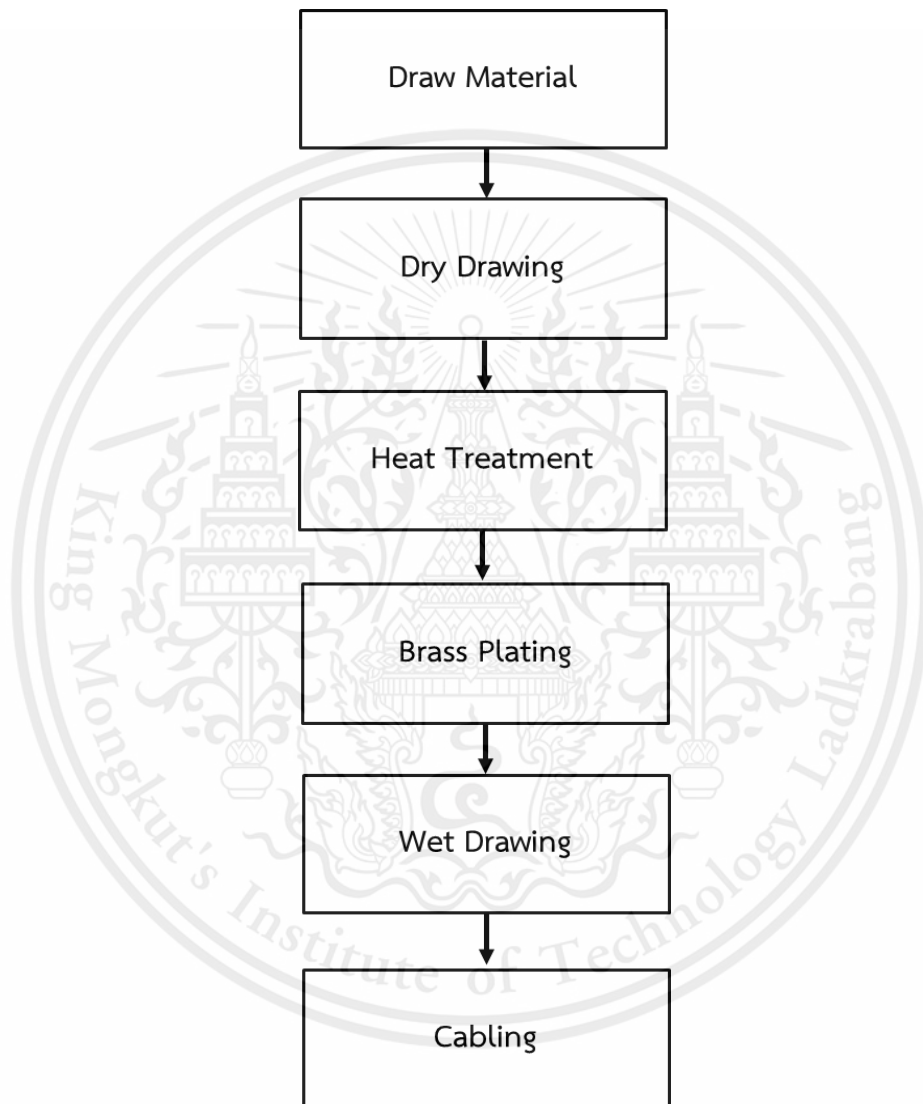 Draw Material
Dry Drawing
Heat Treatment
Brass Plating
Wet Drawing
Cabling
King Mongkut's Institute of Technology Ladkrabang